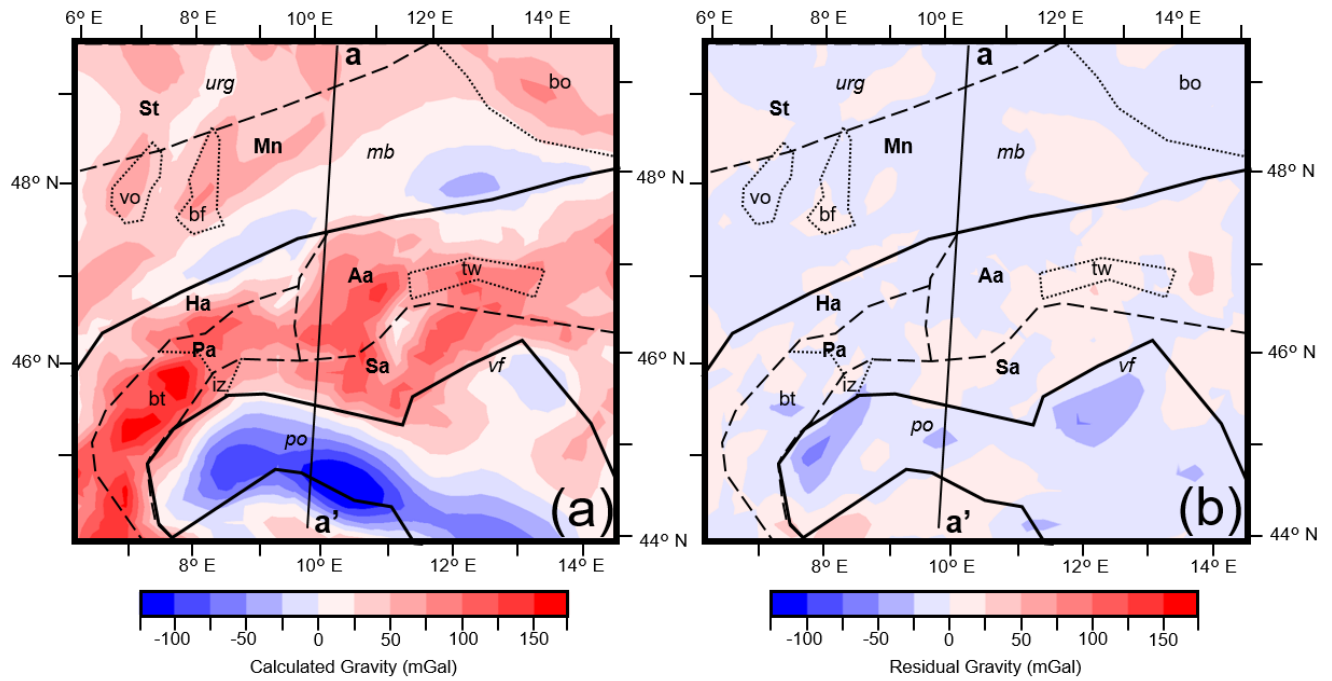 6º E 8º E 10º E 12º E 14º E
6º E 8º E 10º E 12º E 14º E
a
urg
bo
St
Mn
mb
48º N
vo
bf
Aa
tw
Ha
Pa
46º N
Sa
vf
iz
bt
po
(a)
a'
8º E 10º E 12º E 14º E
a
urg
bo
St
Mn
mb
48º N
48º N
vo
bf
Aa
tw
Ha
Pa
46º N
46º N
Sa
vf
iz
bt
po
(b)
a'
44º N
44º N
8º E 10º E 12º E 14º E
-100 -50 0 50 100 150
Calculated Gravity (mGal)
-100 -50 0 50 100 150
Residual Gravity (mGal)